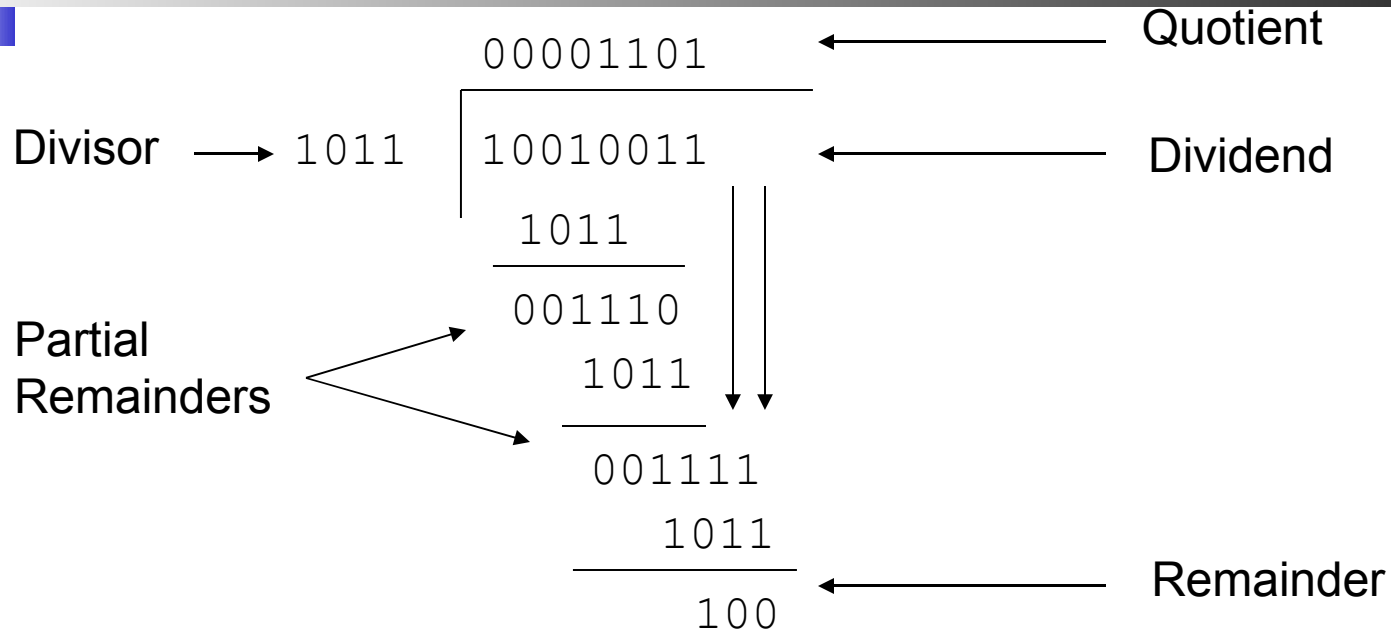 Quotient
00001101
Divisor 1011 10010011 Dividend
1011
001110
Partial
Remainders
1011
001111
1011
Remainder
100